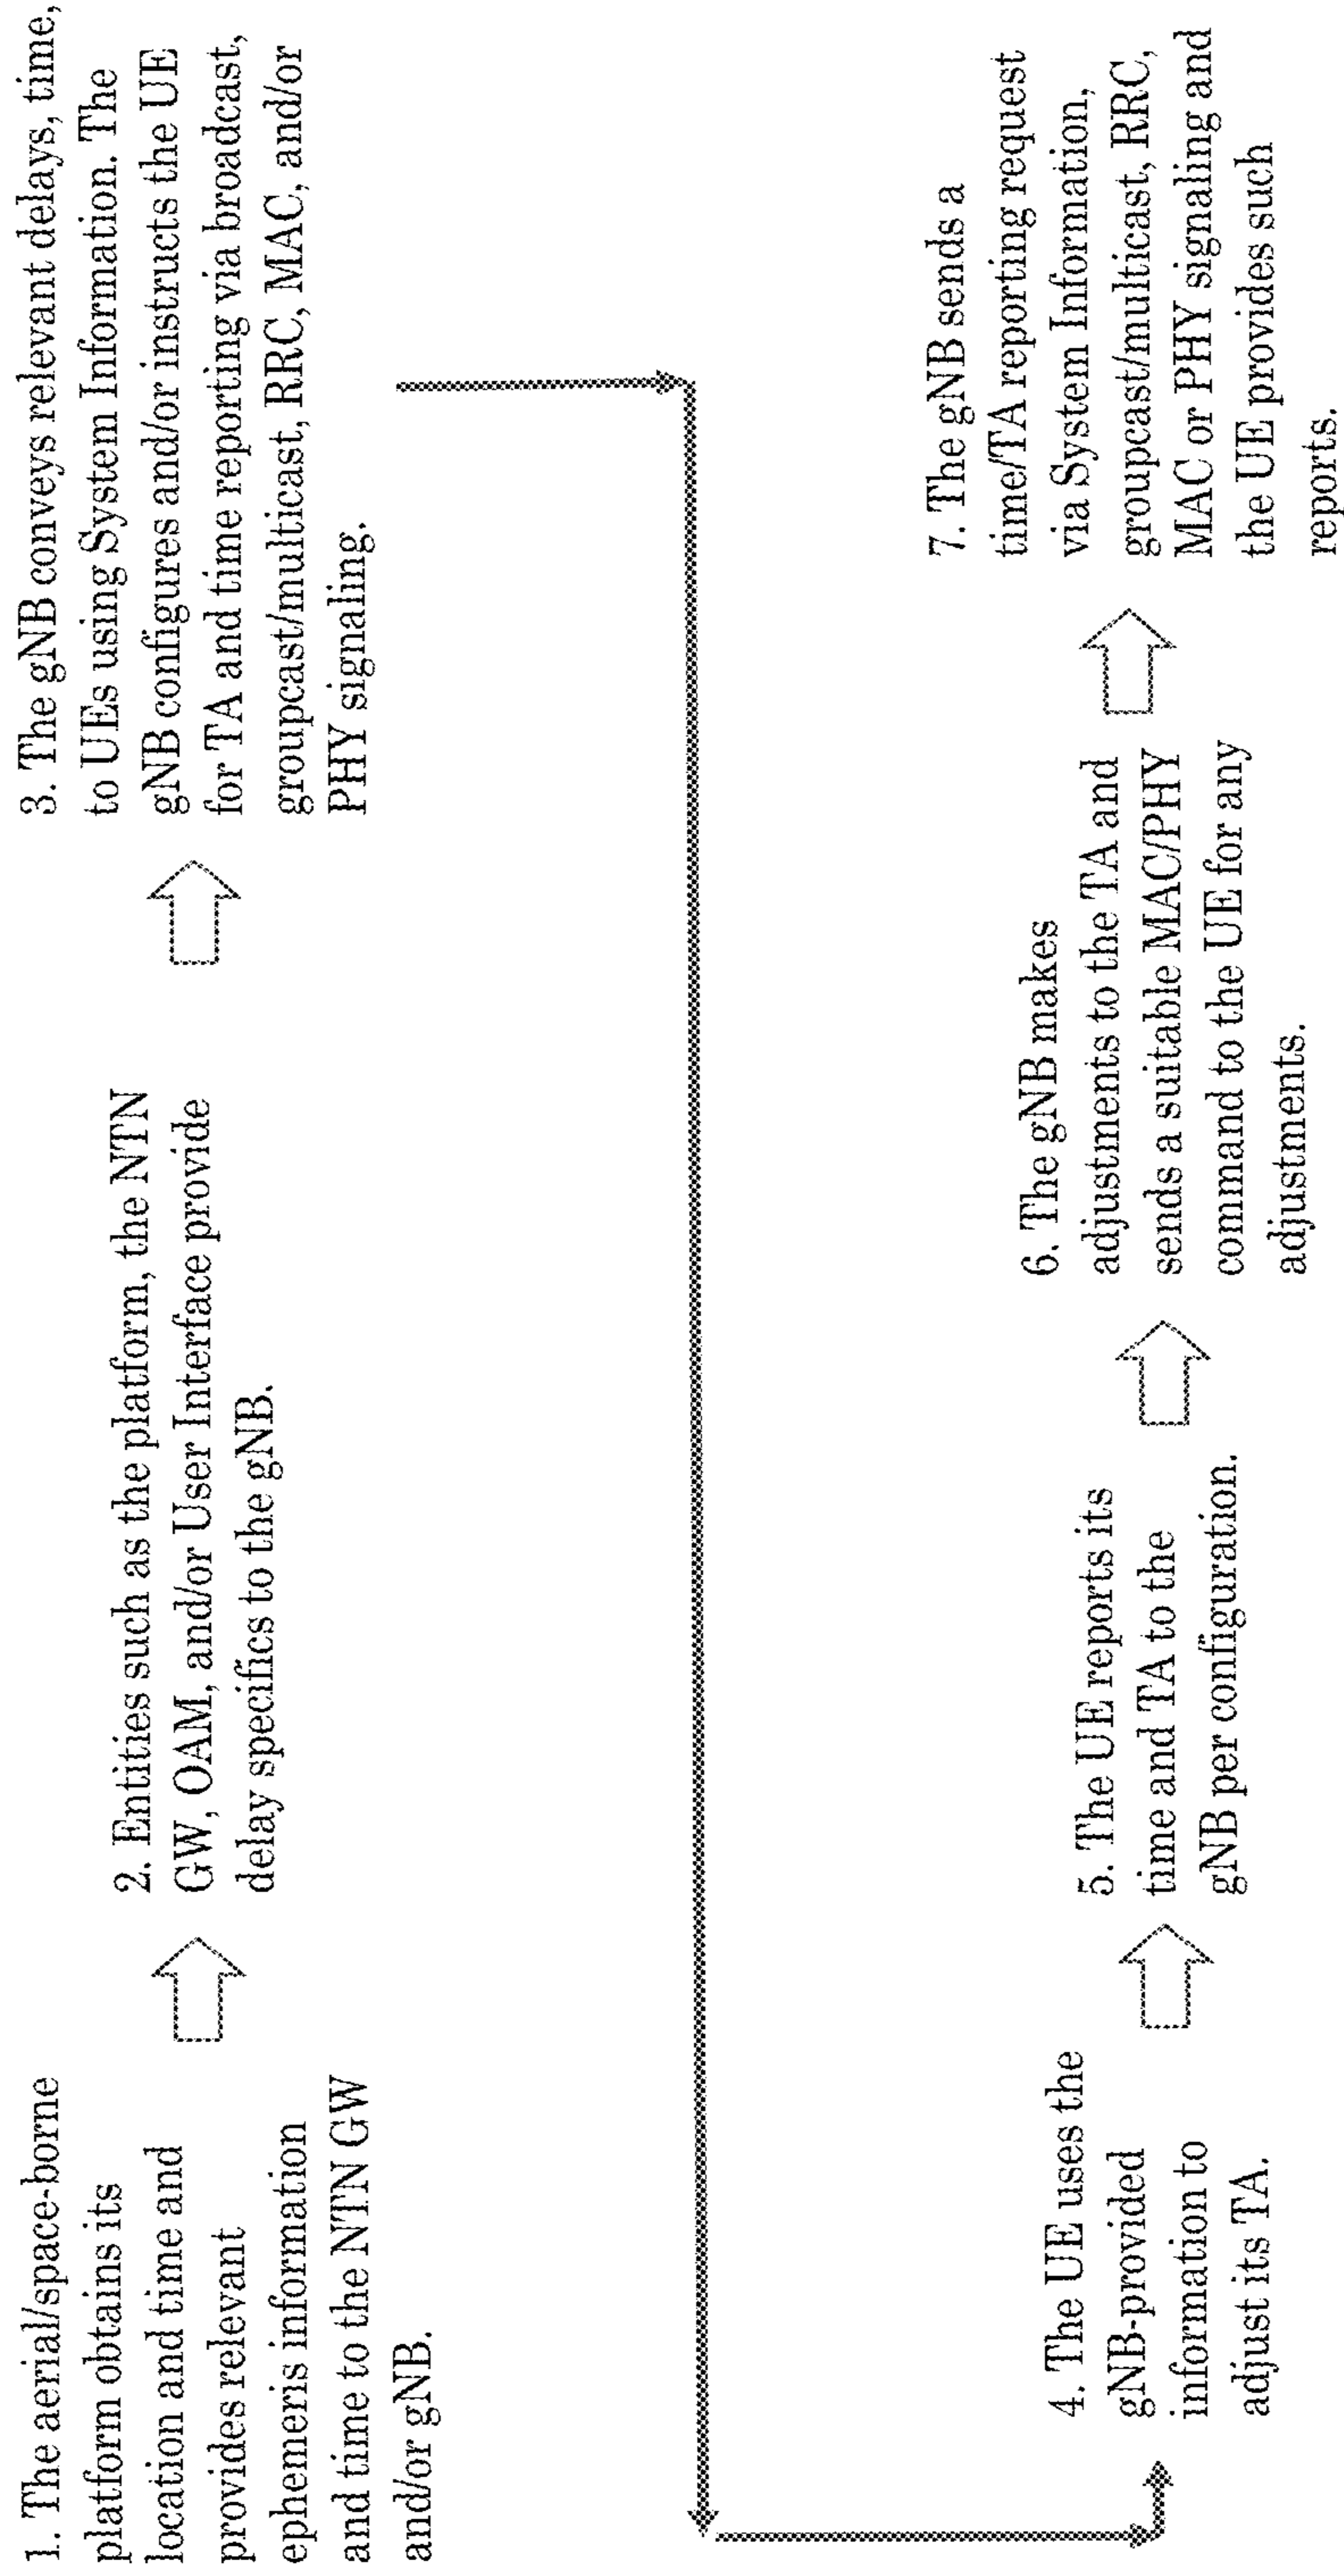 1. The aerial/space-borne
platform obtains its
location and time and
provides relevant
ephemeris information
and time to the NTN GW
and/or gNB.
2. Entities such as the platform, the NTN
GW, OAM, and/or User Interface provide
delay specifics to the gNB.
3. The gNB conveys relevant delays, time,
to UEs using System Information. The
gNB configures and/or instructs the UE
for TA and time reporting via broadcast,
groupcast/multicast, RRC, MAC, and/or
PHY signaling.
4. The UE uses the
gNB-provided
information to
adjust its TA.
5. The UE reports its
time and TA to the
gNB per configuration.
6. The gNB makes
adjustments to the TA and
sends a suitable MAC/PHY
command to the UE for any
adjustments.
7. The gNB sends a
time/TA reporting request
via System Information,
groupcast/multicast, RRC,
MAC or PHY signaling and
the UE provides such
reports.